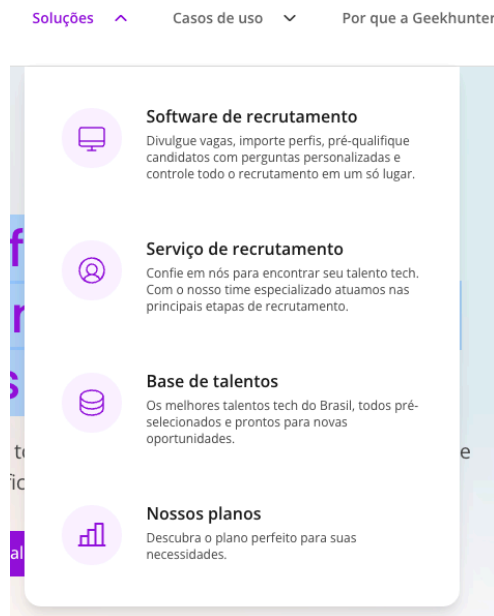 Soluções
Casos de uso
Por que a Geekhunter
Software de recrutamento
Divulgue vagas, importe perfis, pré-qualifique
candidatos com perguntas personalizadas e
controle todo o recrutamento em um só lugar.
Serviço de recrutamento
Confie em nós para encontrar seu talento tech.
Com o nosso time especializado atuamos nas
principais etapas de recrutamento.
Base de talentos
Os melhores talentos tech do Brasil, todos pré-
selecionados e prontos para novas
oportunidades.
Nossos planos
Descubra o plano perfeito para suas
necessidades.